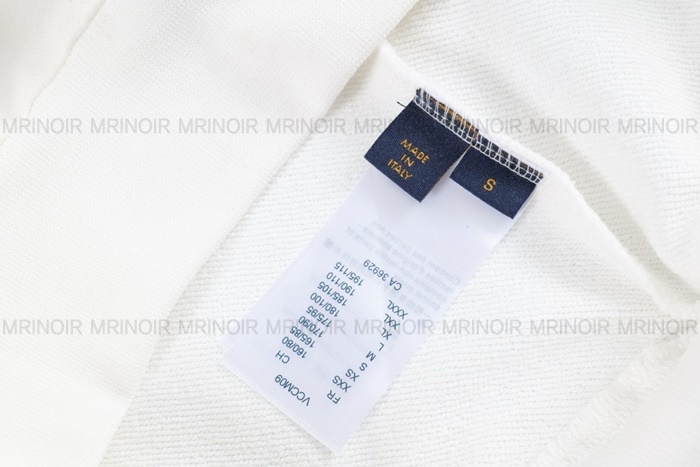 MRINOIR MRINOIR MRINOIR MRINOIR MRINOIR MRINOIR MRINOIR MRINOIR
MADE
IN
ITALY
S
MRINOIR MRINOIR MRINOIR MRINOIR MRINOIR MRINOIR MRINOIR MRINOIR
VCCM09
FR CH
XXS 160/80
XS 165/85
S 170/90
M 175/95
L 180/100
XL 185/105
XXL 190/110
XXXL 195/115
CA 36929